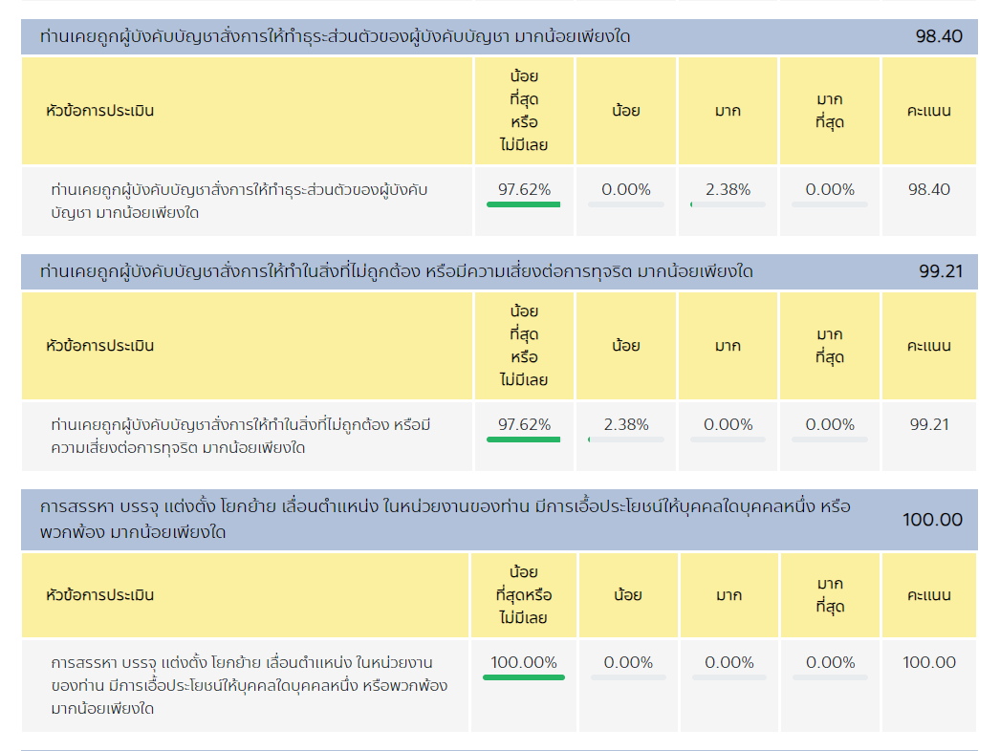 ท่านเคยถูกผู้บังคับบัญชาสั่งการให้ทำธุระส่วนตัวของผู้บังคับบัญชา มากน้อยเพียงใด 98.40
หัวข้อการประเมิน
น้อย
ที่สุด
หรือ
ไม่มีเลย
น้อย
มาก
มาก
ที่สุด
คะแนน
ท่านเคยถูกผู้บังคับบัญชาสั่งการให้ทำธุระส่วนตัวของผู้บังคับ
บัญชา มากน้อยเพียงใด
97.62% 0.00% 2.38% 0.00% 98.40
ท่านเคยถูกผู้บังคับบัญชาสั่งการให้ทำในสิ่งที่ไม่ถูกต้อง หรือมีความเสี่ยงต่อการทุจริต มากน้อยเพียงใด 99.21
หัวข้อการประเมิน
น้อย
ที่สุด
หรือ
ไม่มีเลย
น้อย
มาก
มาก
ที่สุด
คะแนน
ท่านเคยถูกผู้บังคับบัญชาสั่งการให้ทำในสิ่งที่ไม่ถูกต้อง หรือมี
ความเสี่ยงต่อการทุจริต มากน้อยเพียงใด
97.62% 2.38% 0.00% 0.00% 99.21
การสรรหา บรรจุ แต่งตั้ง โยกย้าย เลื่อนตำแหน่ง ในหน่วยงานของท่าน มีการเอื้อประโยชน์ให้บุคคลใดบุคคลหนึ่ง หรือ
พวกพ้อง มากน้อยเพียงใด
100.00
หัวข้อการประเมิน
น้อย
ที่สุดหรือ
ไม่มีเลย
น้อย
มาก
มาก
ที่สุด
คะแนน
การสรรหา บรรจุ แต่งตั้ง โยกย้าย เลื่อนตำแหน่ง ในหน่วยงาน
ของท่าน มีการเอื้อประโยชน์ให้บุคคลใดบุคคลหนึ่ง หรือพวกพ้อง
มากน้อยเพียงใด
100.00% 0.00% 0.00% 0.00% 100.00